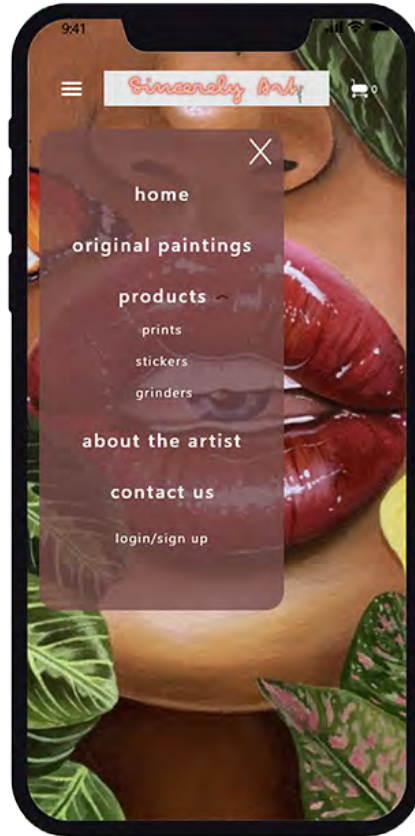 9:41
Sincerely Art
0
home
original paintings
products
prints
stickers
grinders
about the artist
contact us
login/sign up